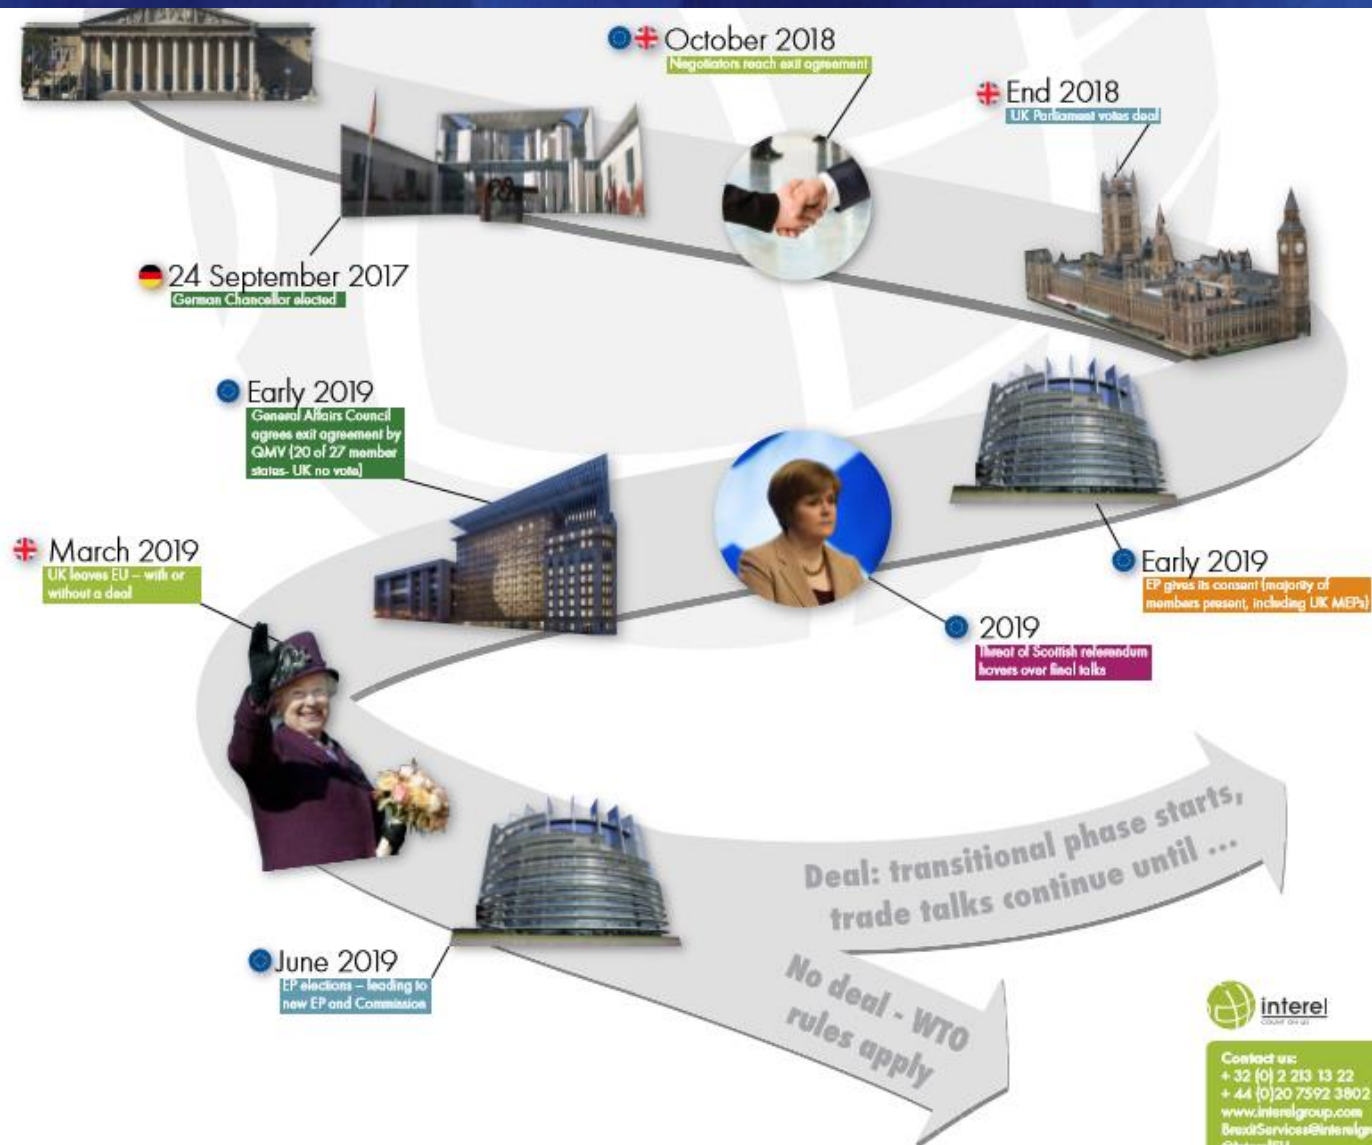 October 2018
Negotiators reach exit agreement
End 2018
UK Parliament votes deal
24 September 2017
German Chancellor elected
Early 2019
General Affairs Council
agrees exit agreement by
QMV (20 of 27 member
states- UK no vote)
Early 2019
EP gives its consent (majority of
members present, including UK MEPs)
2019
Threat of Scottish referendum
hovers over final talks
March 2019
UK leaves EU – with or
without a deal
June 2019
EP elections – leading to
new EP and Commission
Deal: transitional phase starts,
trade talks continue until ...
No deal - WTO
rules apply
interel
COUNT ON US
Contact us:
+ 32 (0) 2 213 13 22
+ 44 (0)20 7592 3802
www.interelgroup.com